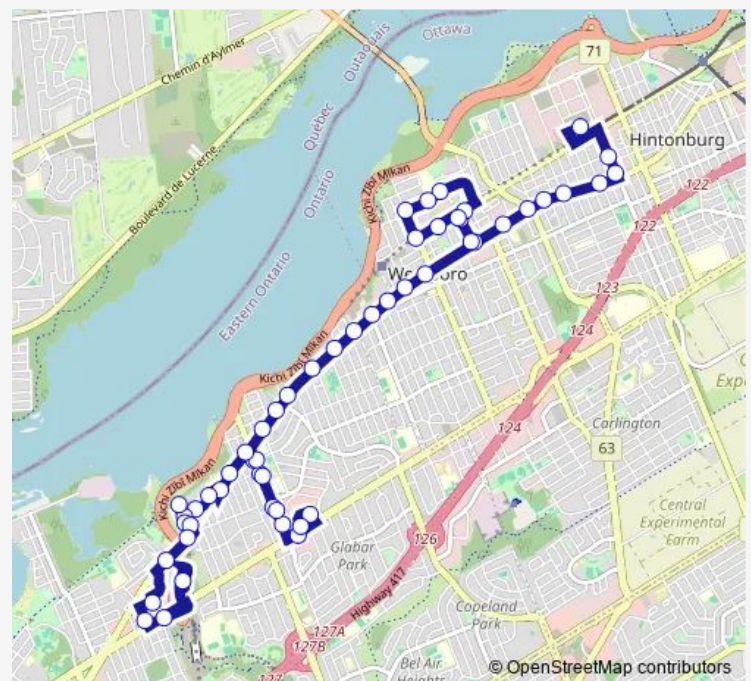 Chemin d'Aylmer
Outaouais
Ottawa
71
Québec
Ontario
Hintonburg
Boulevard de Lucerne
Kichi Zibi Mikan
122
Eastern Ontario
122
123
124
Kichi Zibi Mikan
124
Carlington
63
Kichi Zibi Mikan
Central
Experimental
Farm
Glabar
Park
126
Highway 417
Copeland
Park
127A
127B
127
Bel Air
Heights
© OpenStreetMap contributors